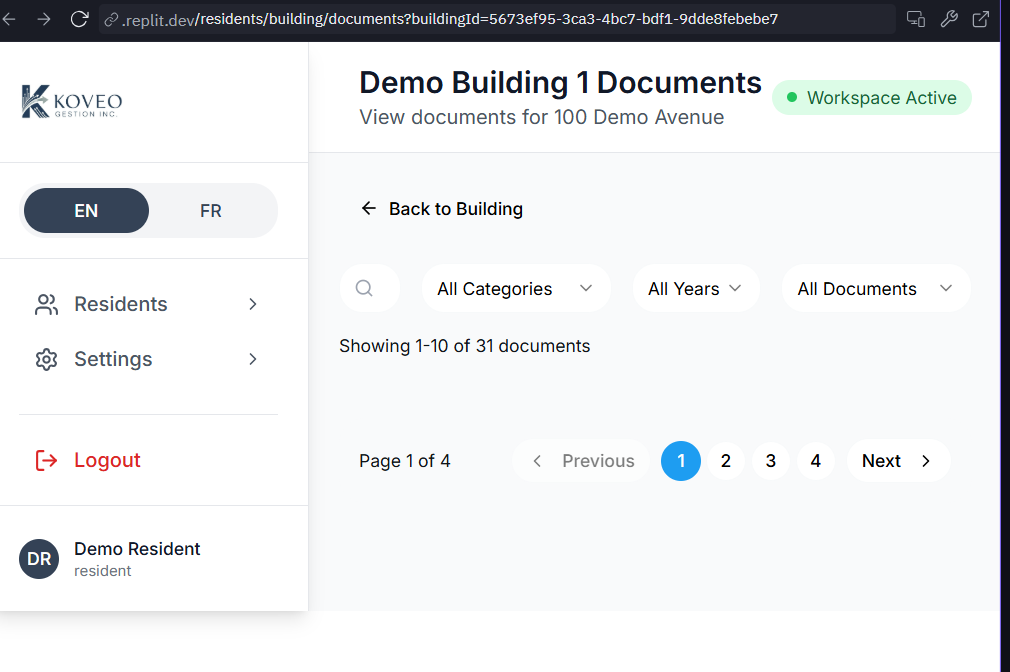 .replit.dev/residents/building/documents?buildingId=5673ef95-3ca3-4bc7-bdf1-9dde8febebe7
KOVEO
GESTION INC.
Demo Building 1 Documents
View documents for 100 Demo Avenue
Workspace Active
EN
FR
Residents
Settings
Logout
DR
Demo Resident
resident
Back to Building
All Categories
All Years
All Documents
Showing 1-10 of 31 documents
Page 1 of 4
Previous
1
2
3
4
Next